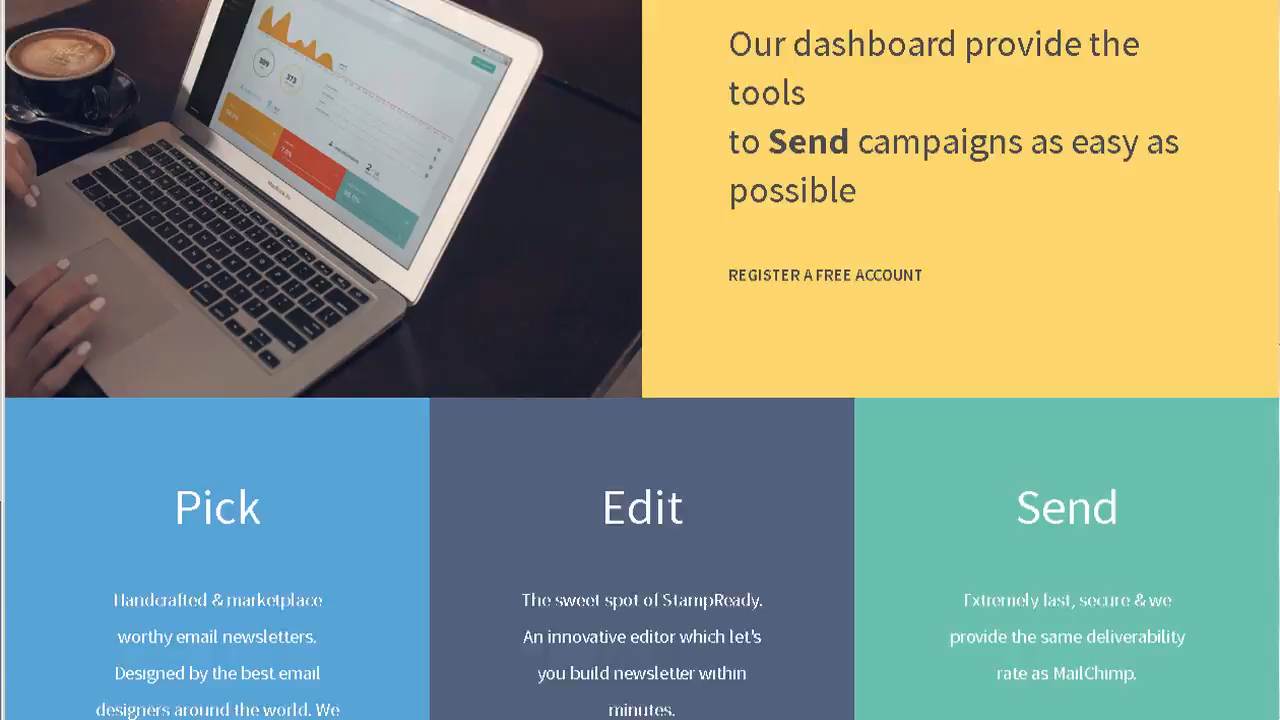 Our dashboard provide the
tools
to Send campaigns as easy as
possible
REGISTER A FREE ACCOUNT
Pick
Edit
Send
Handcrafted & marketplace
worthy email newsletters.
Designed by the best email
designers around the world. We
The sweet spot of StampReady.
An innovative editor which let's
you build newsletter within
minutes.
Extremely fast, secure & we
provide the same deliverability
rate as MailChimp.